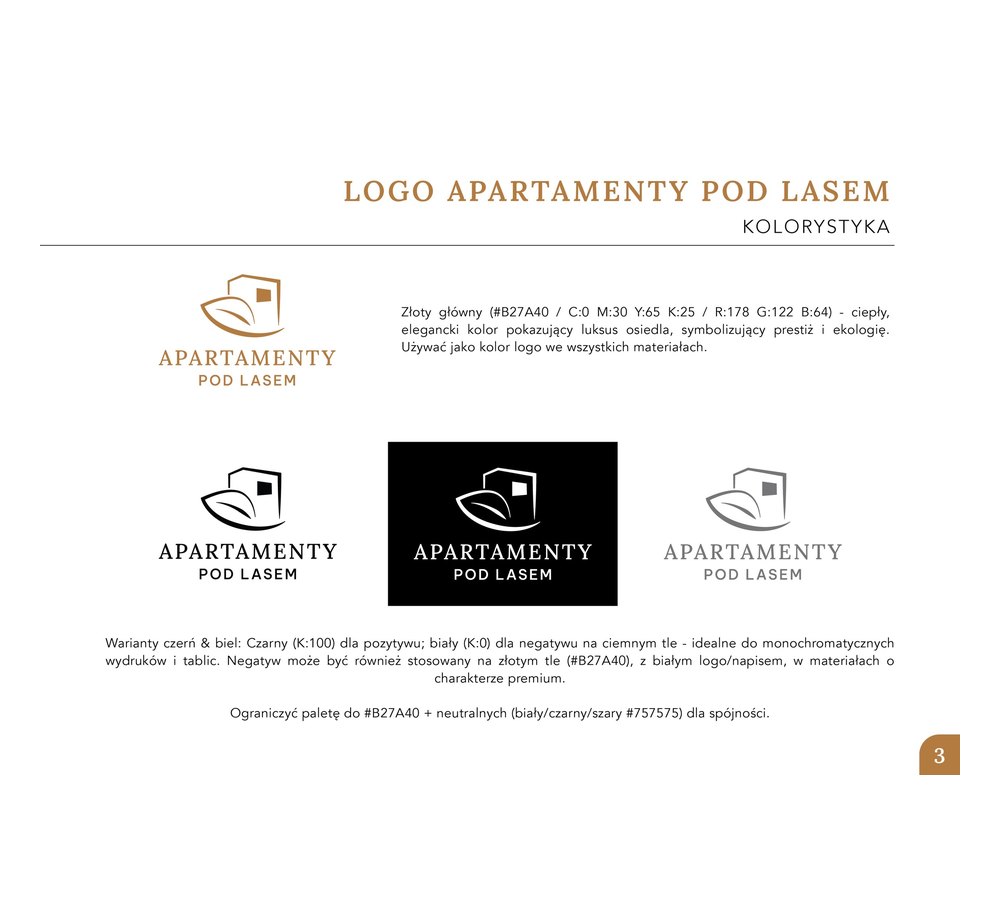 LOGO APARTAMENTY POD LASEM
KOLORYSTYKA
APARTAMENTY
POD LASEM
Złoty główny (#B27A40 / C:0 M:30 Y:65 K:25 / R:178 G:122 B:64) - ciepły,
elegancki kolor pokazujący luksus osiedla, symbolizujący prestiż i ekologię.
Używać jako kolor logo we wszystkich materiałach.
APARTAMENTY
POD LASEM
APARTAMENTY
POD LASEM
APARTAMENTY
POD LASEM
Warianty czerń & biel: Czarny (K:100) dla pozytywu; biały (K:0) dla negatywu na ciemnym tle - idealne do monochromatycznych
wydruków i tablic. Negatyw może być również stosowany na złotym tle (#B27A40), z białym logo/napisem, w materiałach o
charakterze premium.
Ograniczyć paletę do #B27A40 + neutralnych (biały/czarny/szary #757575) dla spójności.
3